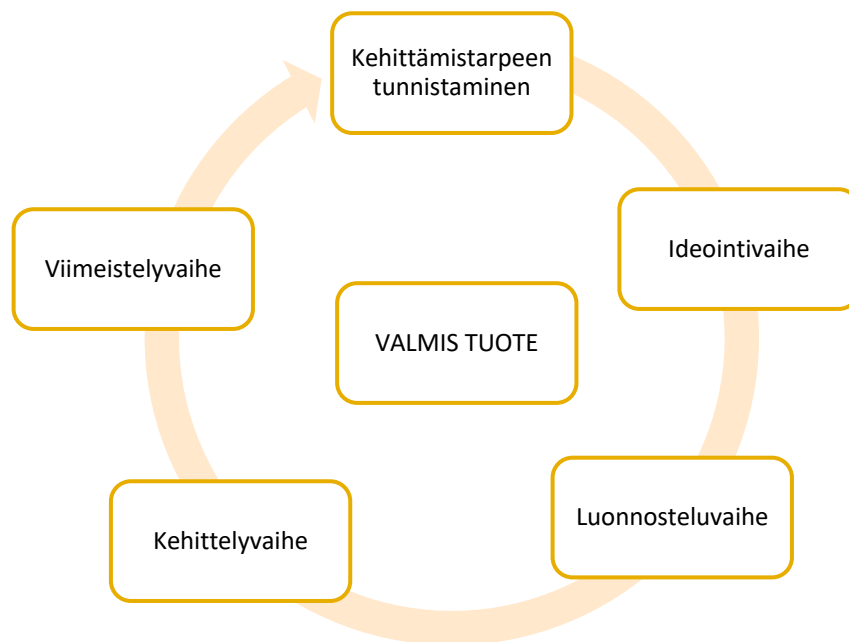 Kehittämistarpeen
tunnistaminen
Ideointivaihe
Luonnosteluvaihe
Kehittelyvaihe
Viimeistelyvaihe
VALMIS TUOTE